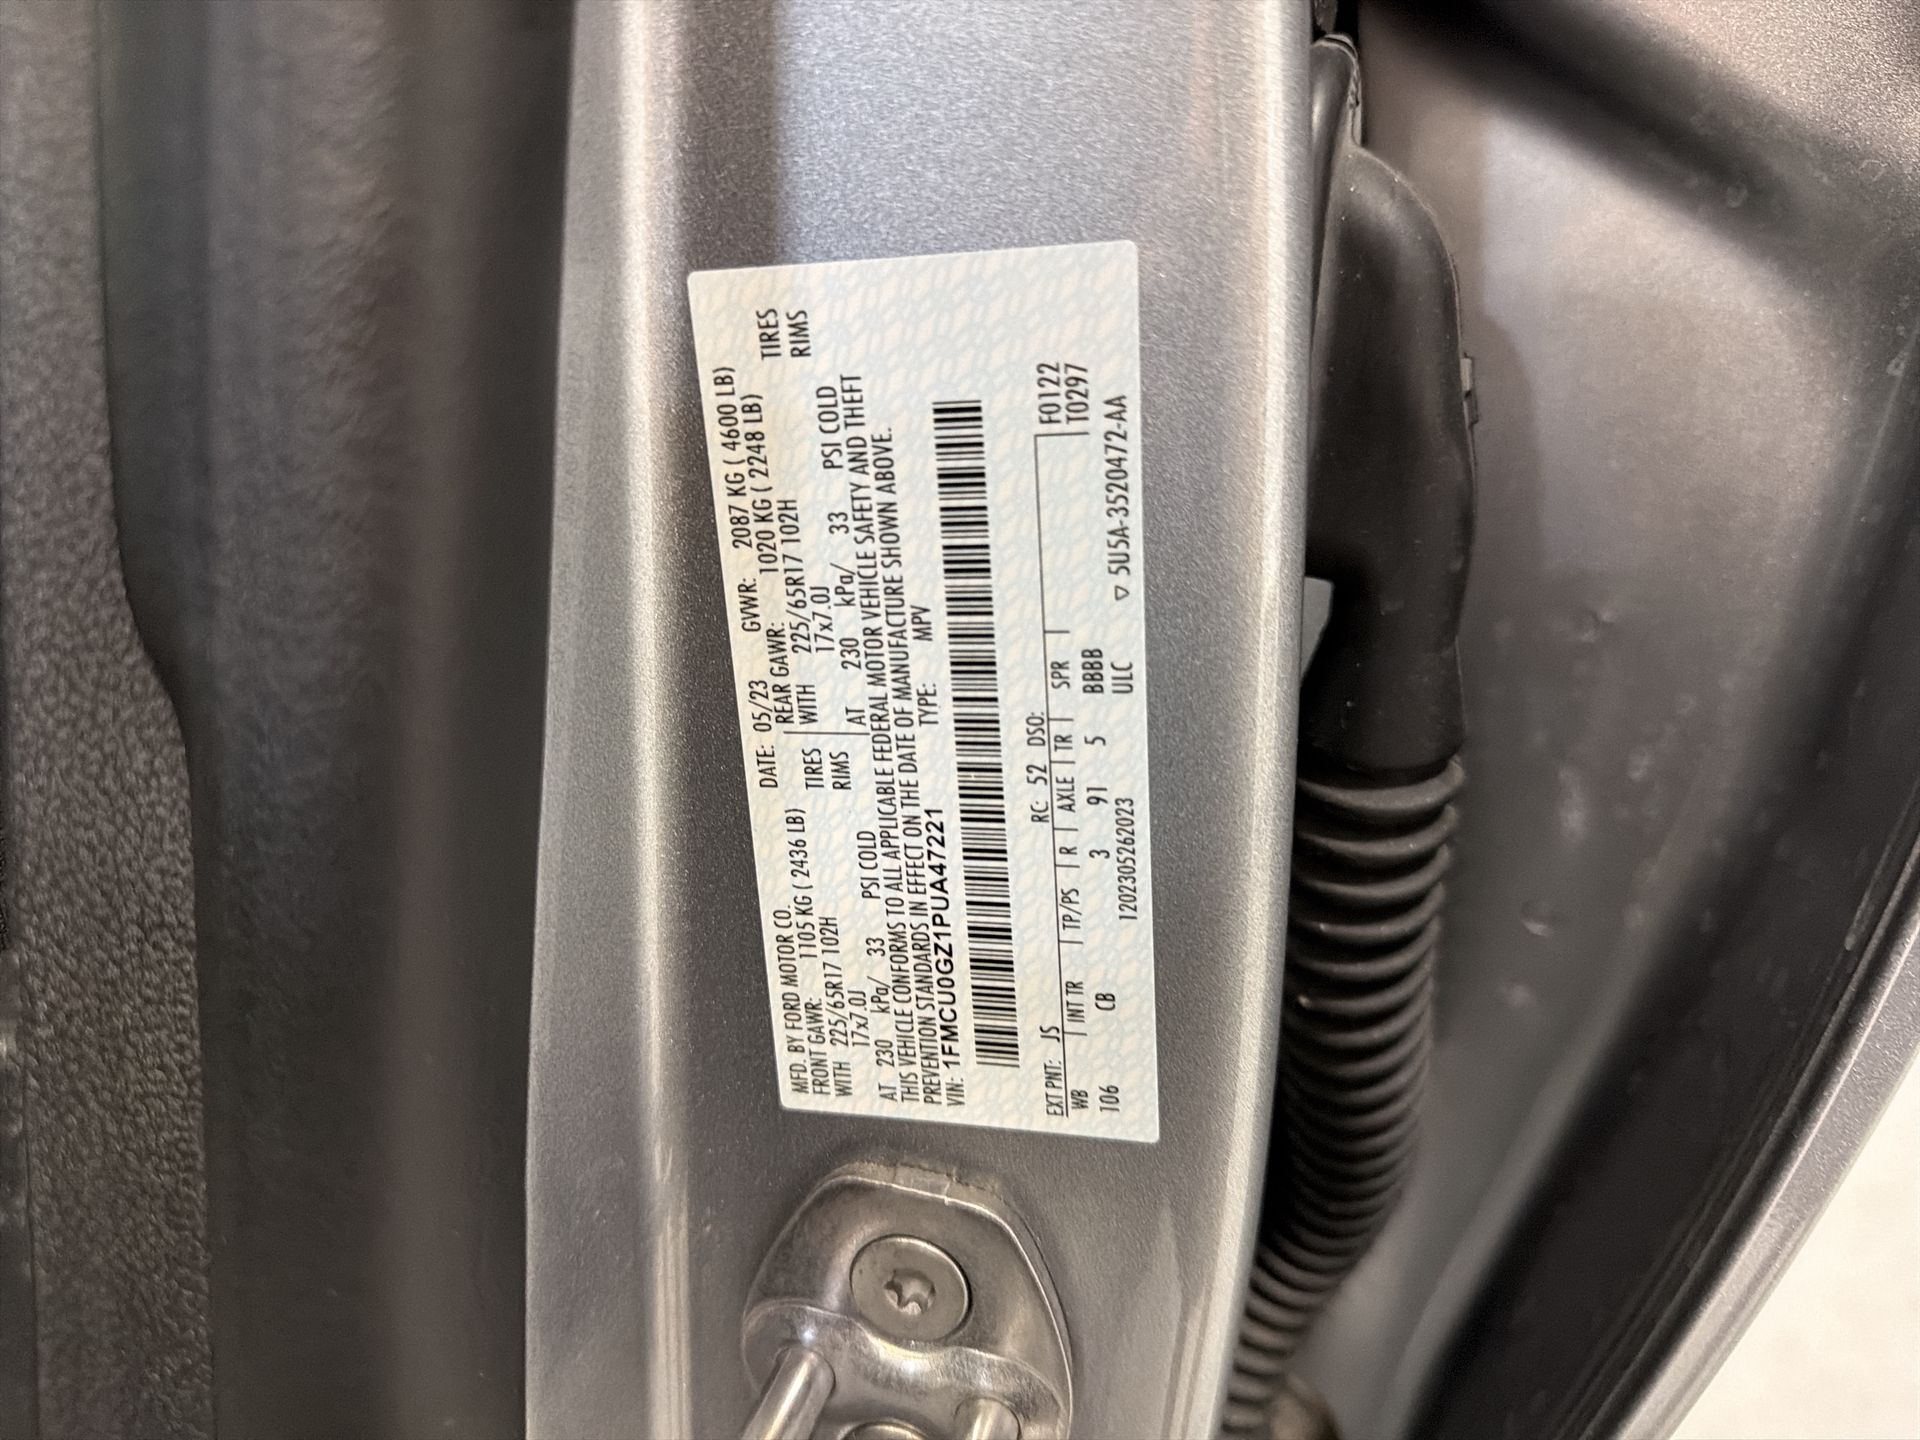 MFD. BY FORD MOTOR CO. DATE: 05/23 GVWR: 2087 KG ( 4600 LB)
FRONT GAWR: 1105 KG ( 2436 LB) REAR GAWR: 1020 KG ( 2248 LB)
WITH 225/65R17 102H TIRES WITH 225/65R17 102H TIRES
17x7.0J RIMS 17x7.0J RIMS
AT 230 kPa/ 33 PSI COLD AT 230 kPa/ 33 PSI COLD
THIS VEHICLE CONFORMS TO ALL APPLICABLE FEDERAL MOTOR VEHICLE SAFETY AND THEFT
PREVENTION STANDARDS IN EFFECT ON THE DATE OF MANUFACTURE SHOWN ABOVE.
VIN: 1FMCU0GZ1PUA47221 TYPE: MPV
EXT PNT: JS RC: 52 DSO: F0122
WB INT TR TP/PS R AXLE TR SPR T0297
106 CB 3 91 5 BBBB
1202305262023 ULC ▽ 5U5A-3520472-AA